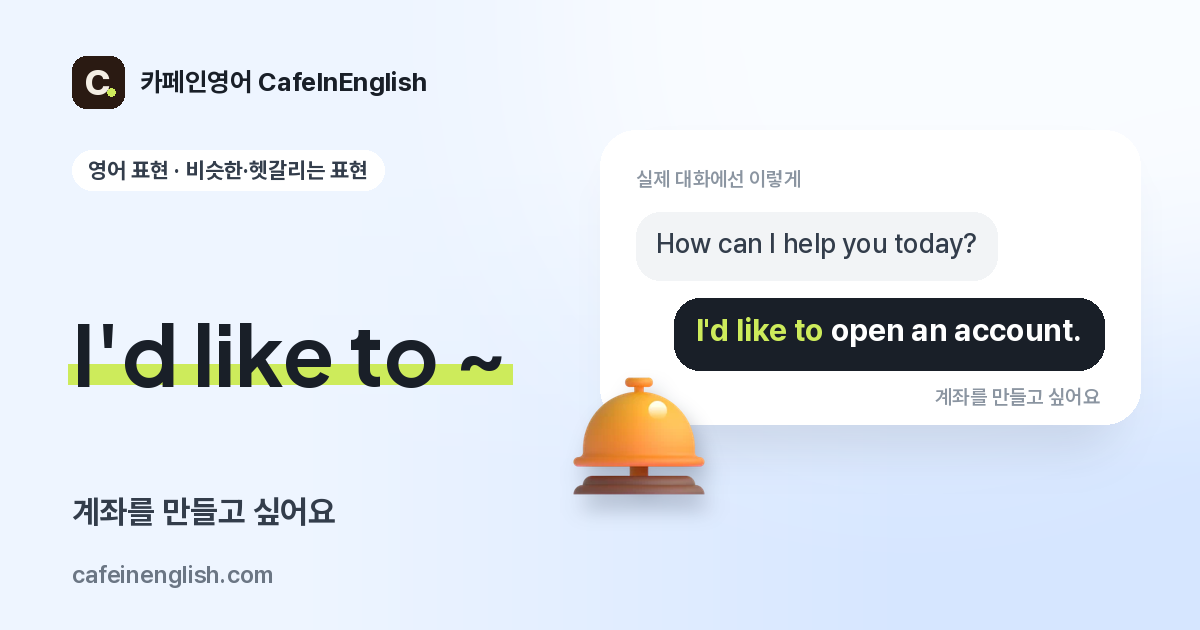 C
카페인영어 CafeInEnglish
영어 표현 · 비슷한·헷갈리는 표현
I'd like to ~
계좌를 만들고 싶어요
cafeinenglish.com
실제 대화에선 이렇게
How can I help you today?
I'd like to open an account.
계좌를 만들고 싶어요